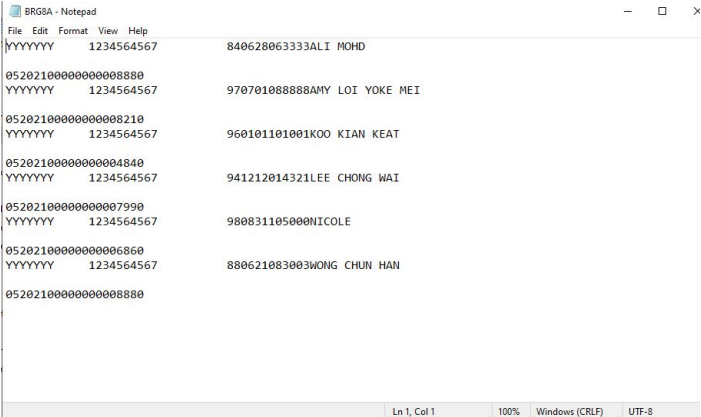 BRG8A - Notepad
File Edit Format View Help
YYYYYYY 1234564567 840628063333ALI MOHD
05202100000000008880
YYYYYYY 1234564567 970701088888AMY LOI YOKE MEI
05202100000000008210
YYYYYYY 1234564567 960101101001KOO KIAN KEAT
05202100000000004840
YYYYYYY 1234564567 941212014321LEE CHONG WAI
05202100000000007990
YYYYYYY 1234564567 980831105000NICOLE
05202100000000006860
YYYYYYY 1234564567 880621083003WONG CHUN HAN
05202100000000008880
Ln 1, Col 1 100% Windows (CRLF) UTF-8